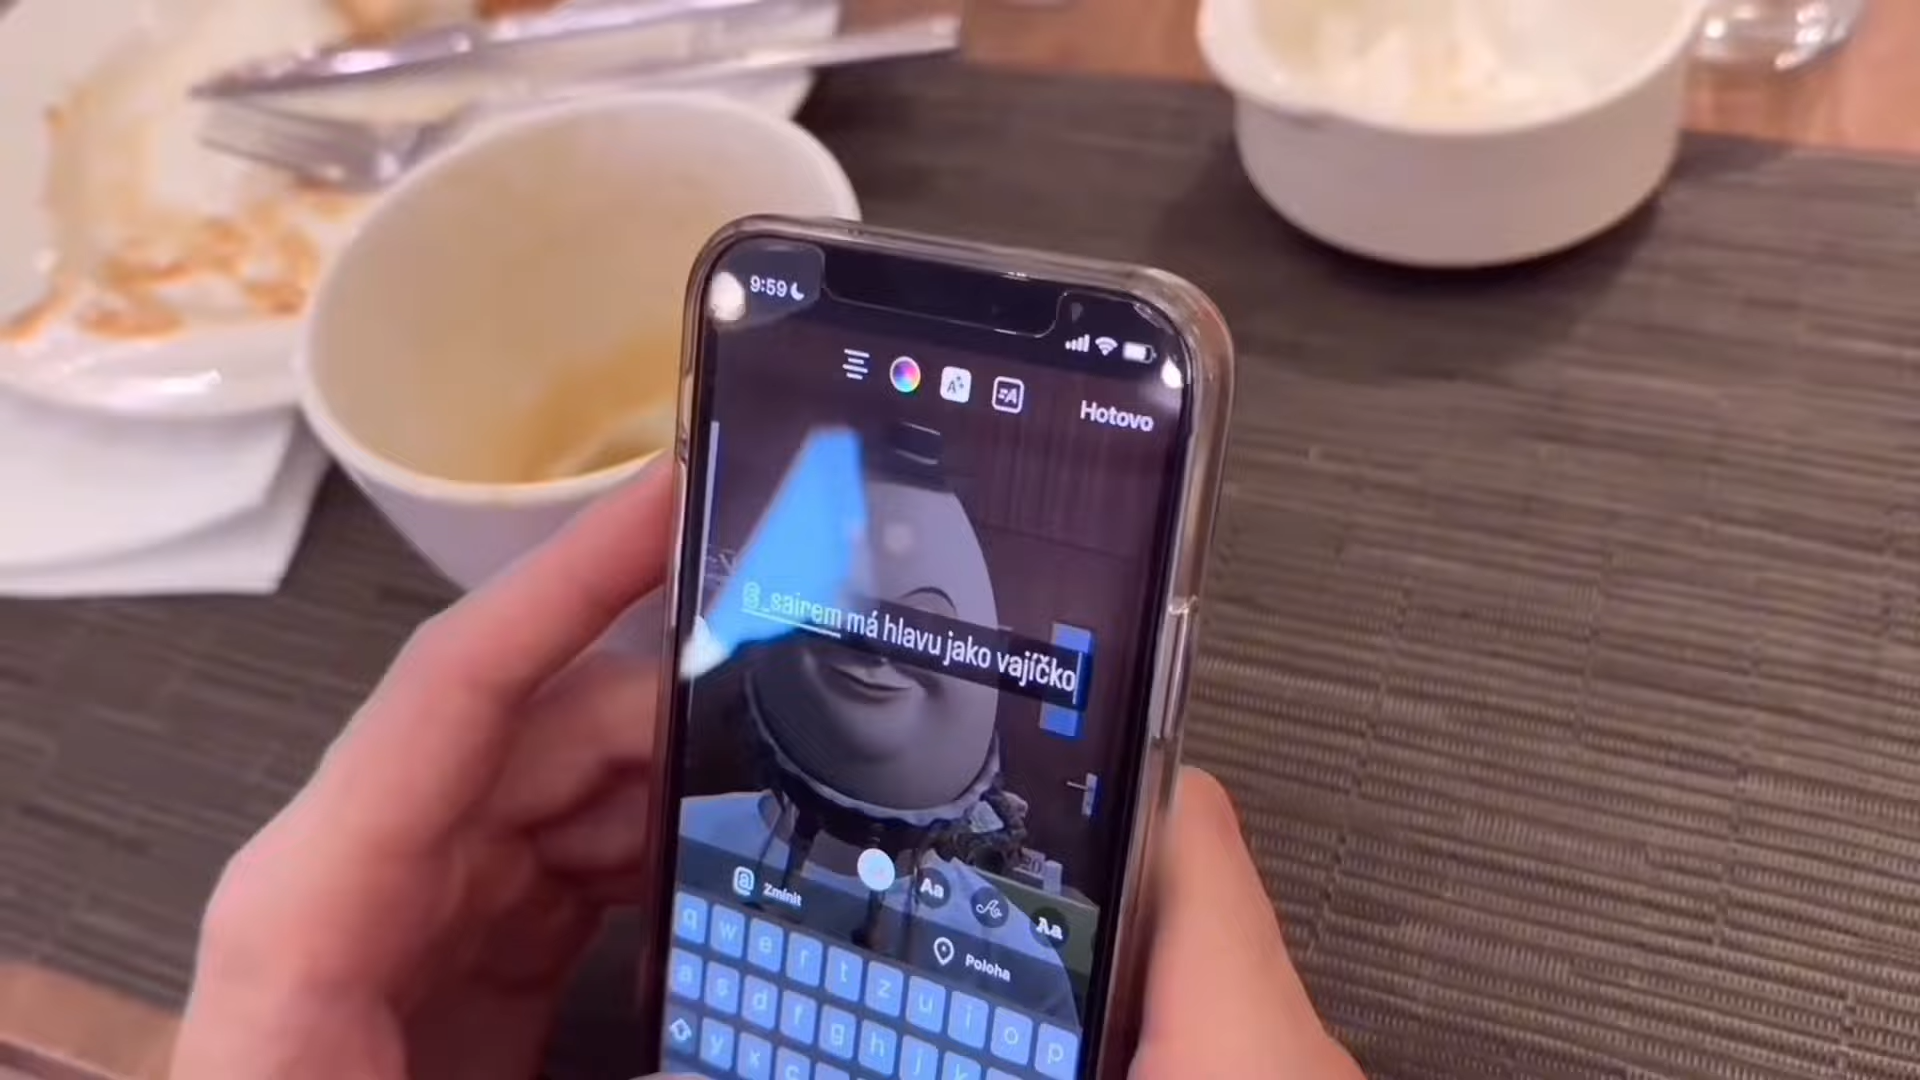 9:59
Hotovo
@_sairem má hlavu jako vajíčko
Aa
Aa
Zmínit
Poloha
q w e r t z u i o p
a s d f g h j k
y x c